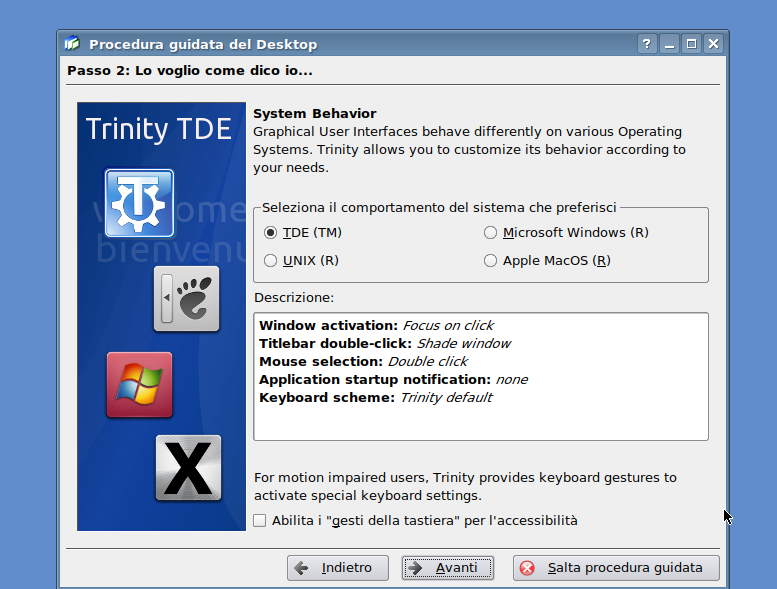 Procedura guidata del Desktop
Passo 2: Lo voglio come dico io...
Trinity TDE
bienvenu
System Behavior
Graphical User Interfaces behave differently on various Operating
Systems. Trinity allows you to customize its behavior according to
your needs.
Seleziona il comportamento del sistema che preferisci
TDE (TM)
Microsoft Windows (R)
UNIX (R)
Apple MacOS (R)
Descrizione:
Window activation: Focus on click
Titlebar double-click: Shade window
Mouse selection: Double click
Application startup notification: none
Keyboard scheme: Trinity default
For motion impaired users, Trinity provides keyboard gestures to
activate special keyboard settings.
Abilita i "gesti della tastiera" per l'accessibilità
Indietro
Avanti
Salta procedura guidata